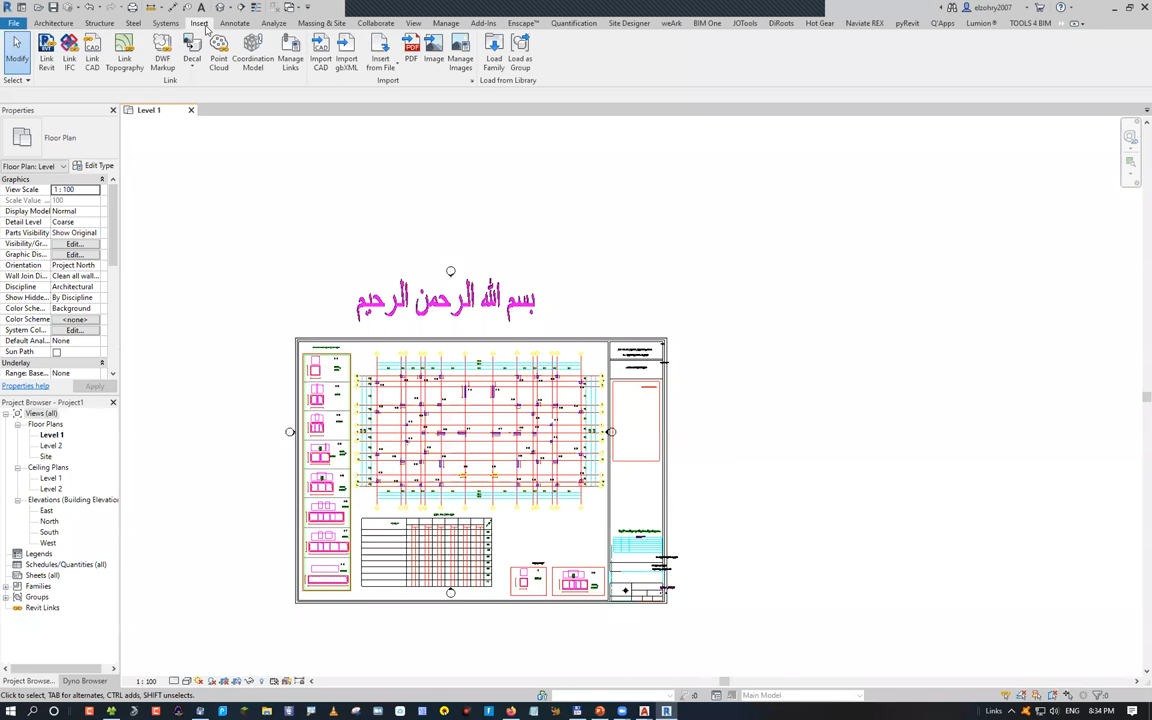 elzohry2007
File Architecture Structure Steel Systems Insert Annotate Analyze Massing & Site Collaborate View Manage Add-Ins Enscape™ Quantification Site Designer weArk BIM One JOTools DiRoots Hot Gear Naviate REX pyRevit Q'Apps Lumion® TOOLS 4 BIM
Modify
Link Revit
Link IFC
Link CAD
Link Topography
DWF Markup
Decal
Point Cloud
Coordination Model
Manage Links
Import CAD
Import gbXML
Insert from File
PDF
Image
Manage Images
Load Family
Load as Group
Select
Link
Import
Load from Library
Properties
Level 1
Floor Plan
Floor Plan: Level
Edit Type
Graphics
View Scale 1 : 100
Scale Value ... 100
Display Model Normal
Detail Level Coarse
Parts Visibility Show Original
Visibility/Gr... Edit...
Graphic Dis... Edit...
Orientation Project North
Wall Join Di... Clean all wall...
Discipline Architectural
Show Hidde... By Discipline
Color Sche... Background
Color Scheme <none>
System Col... Edit...
Default Anal... None
Sun Path
Underlay
Range: Base... None
Properties help
Apply
Project Browser - Project1
Views (all)
Floor Plans
Level 1
Level 2
Site
Ceiling Plans
Level 1
Level 2
Elevations (Building Elevation
East
North
South
West
Legends
Schedules/Quantities (all)
Sheets (all)
Families
Groups
Revit Links
Project Browser...
Dyno Browser
بسم الله الرحمن الرحيم
1 : 100
Click to select, TAB for alternates, CTRL adds, SHIFT unselects.
:0
Main Model
:0
Links
ENG
8:34 PM